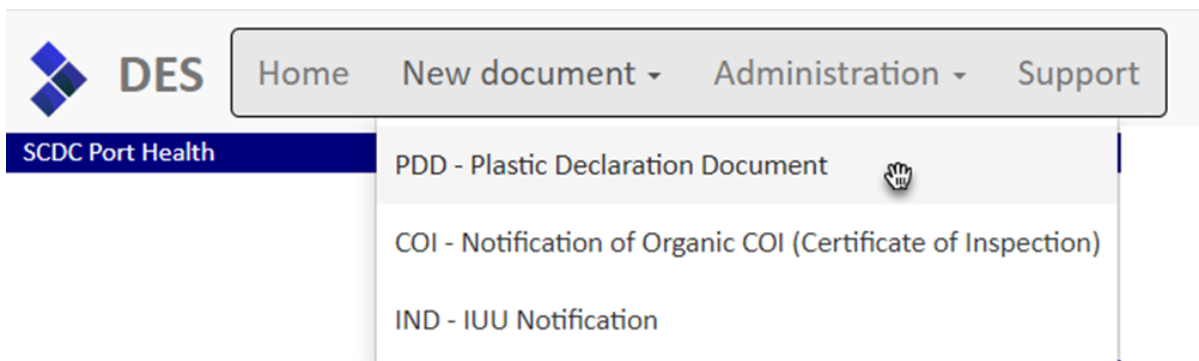 DES Home New document Administration Support
SCDC Port Health
PDD - Plastic Declaration Document
COI - Notification of Organic COI (Certificate of Inspection)
IND - IUU Notification